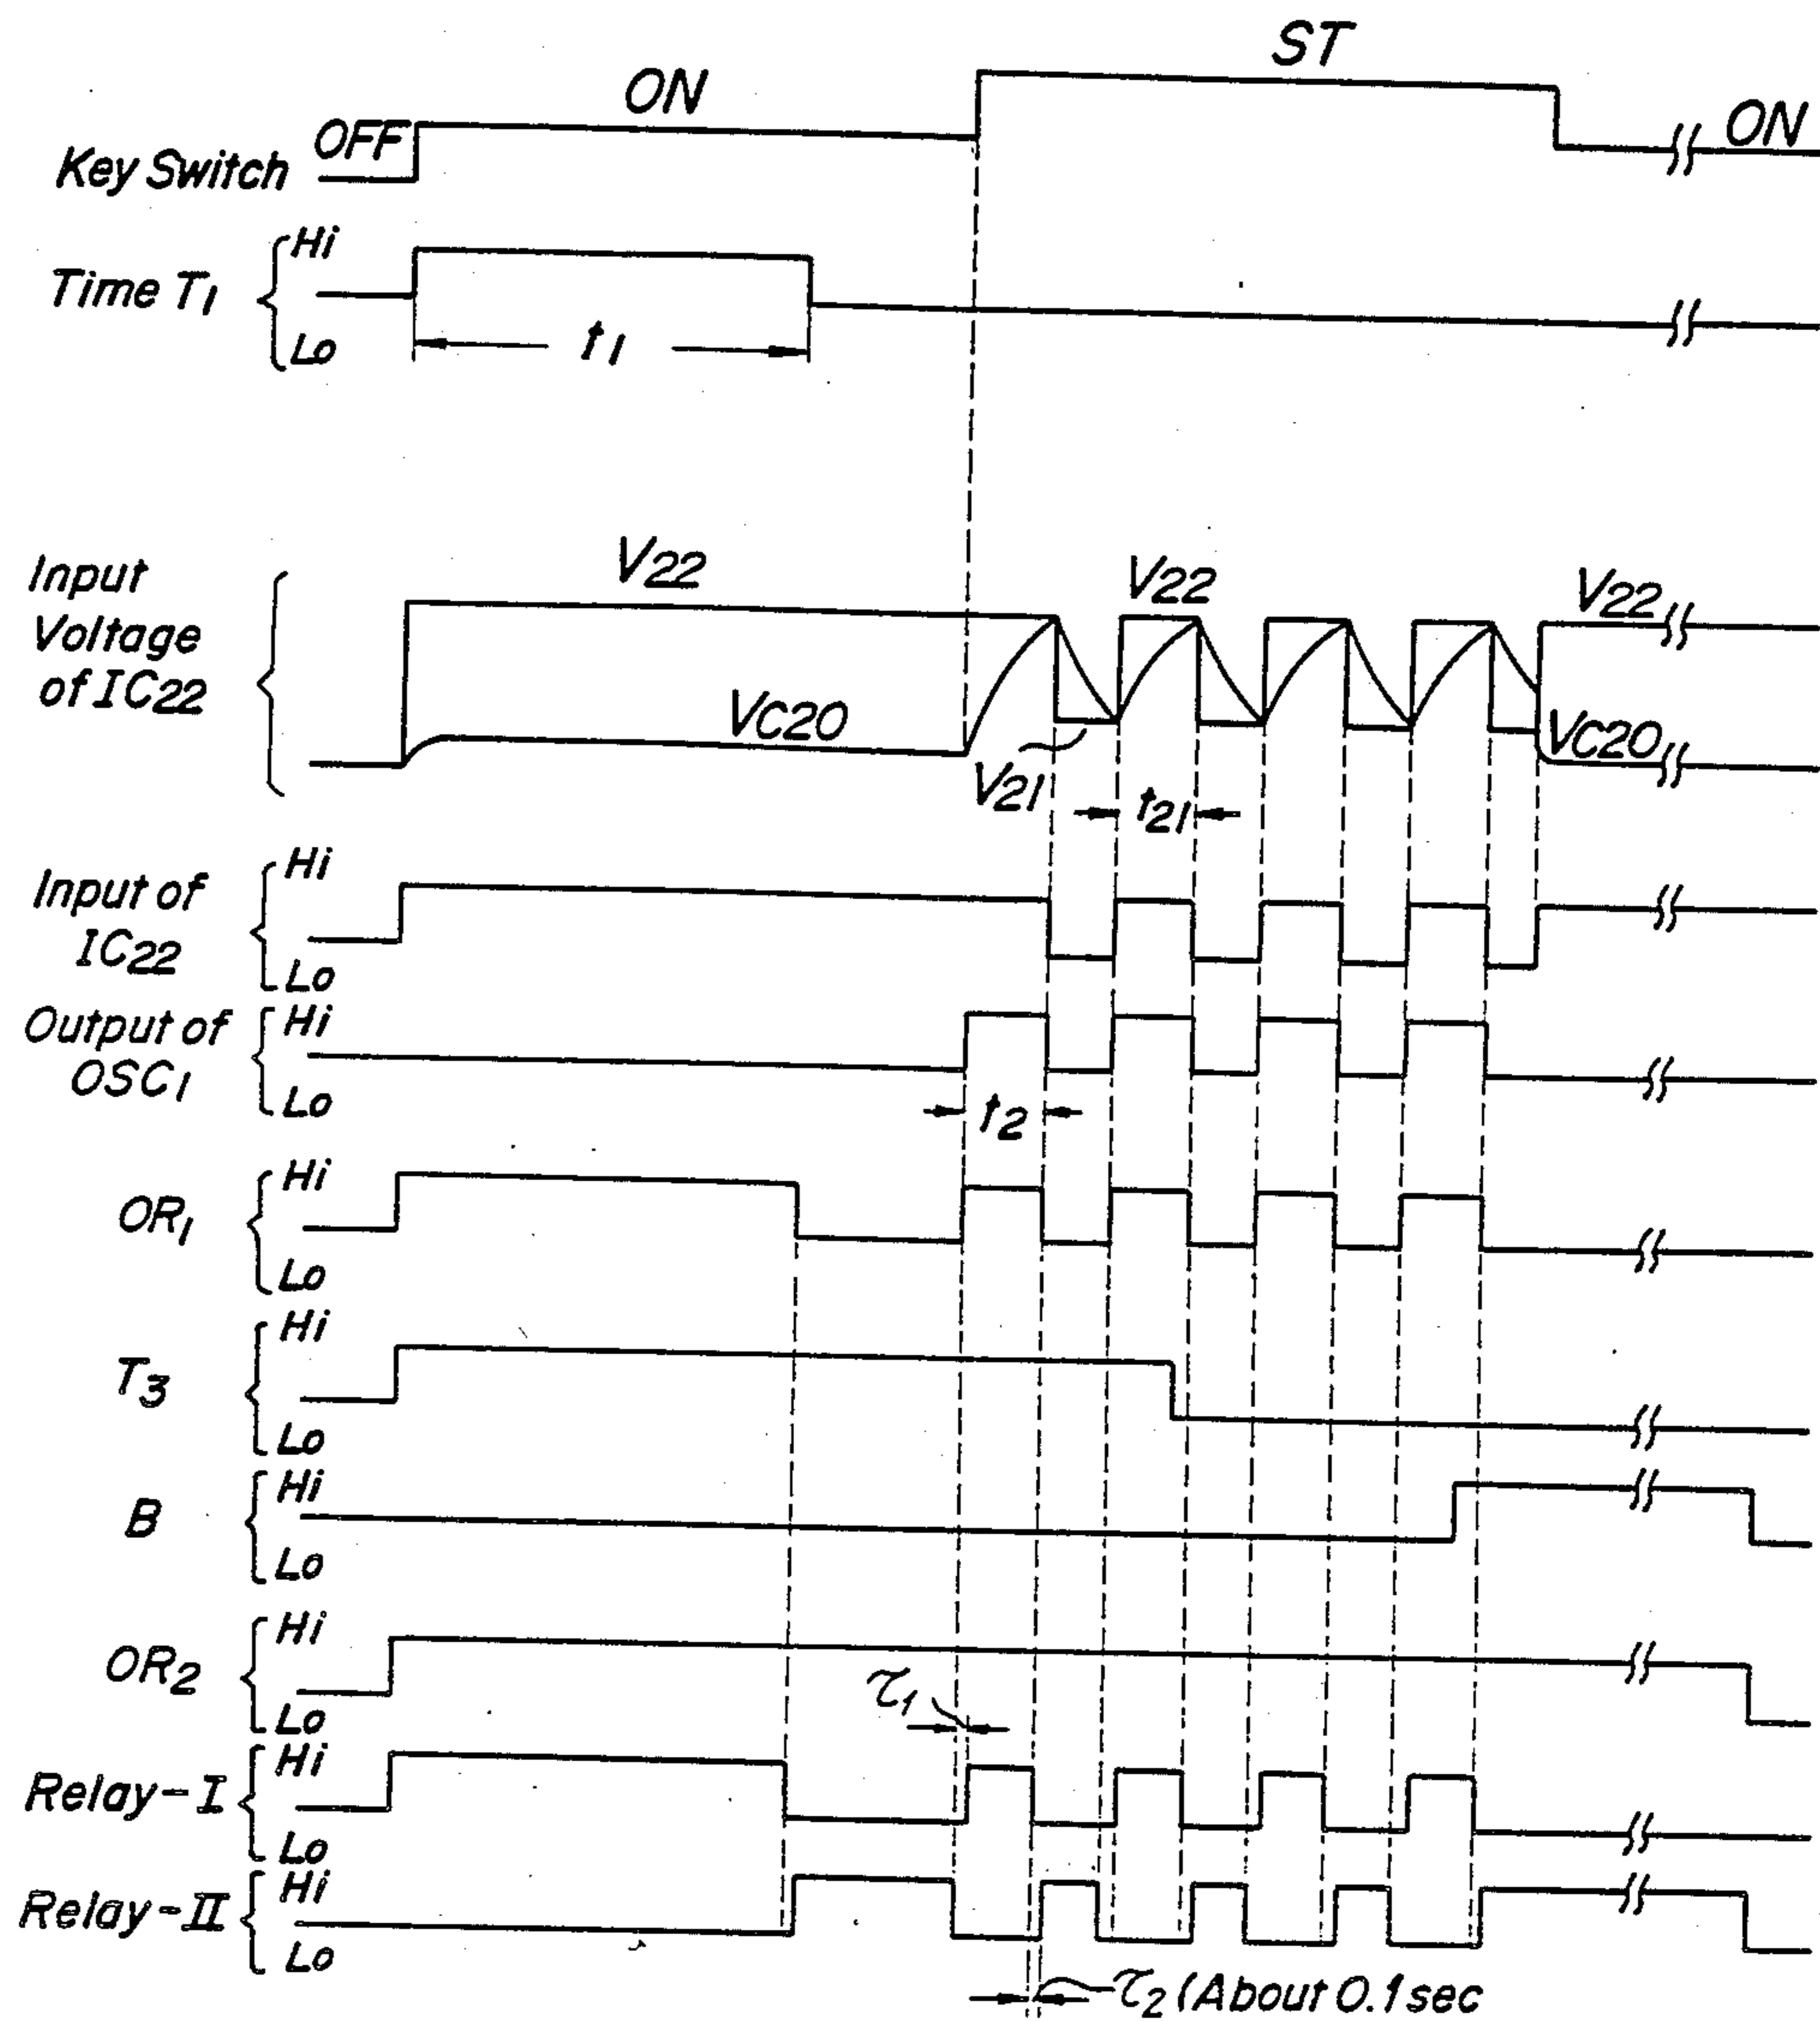 ST
ON
OFF
ON
Key Switch
Hi
Time T1
Lo
t1
Input
Voltage
of IC22
V22
V22
V22
VC20
VC20
V21
t21
Hi
Input of
IC22
Lo
Hi
Output of
OSC1
Lo
t2
Hi
OR1
Lo
Hi
T3
Lo
Hi
B
Lo
Hi
OR2
Lo
τ1
Hi
Relay-I
Lo
Hi
Relay-II
Lo
τ2 (About 0.1 sec